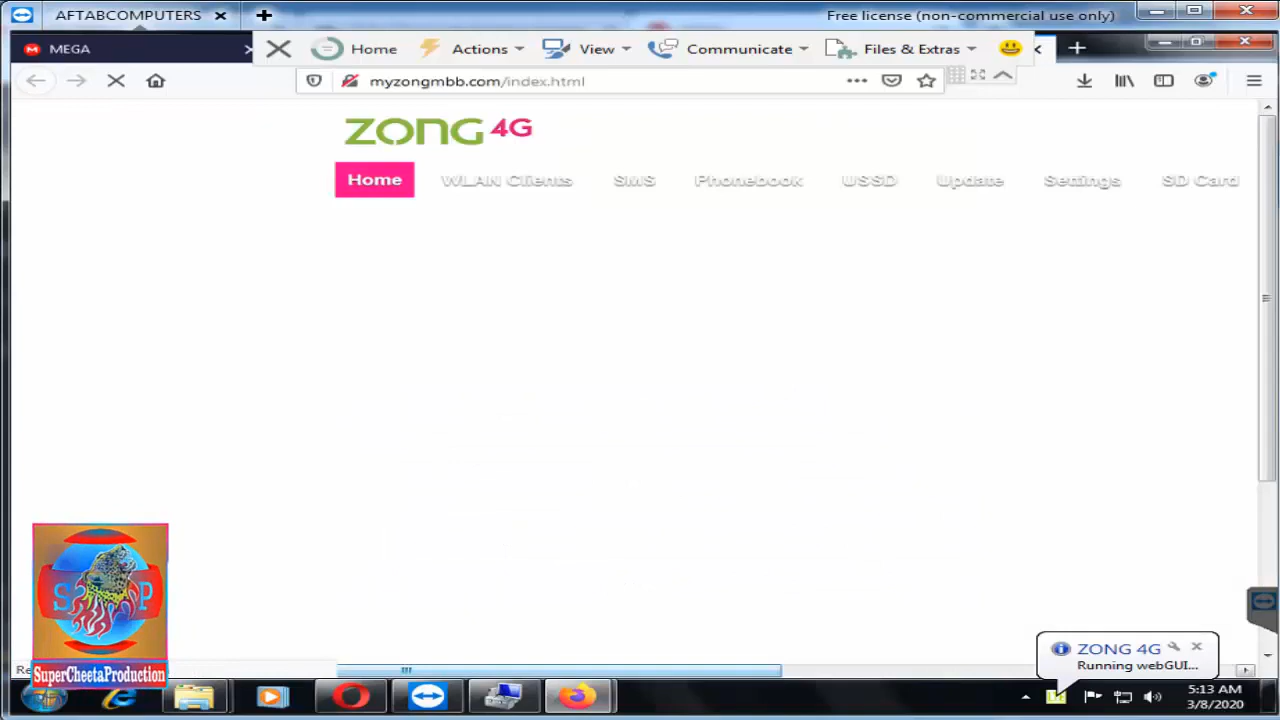 AFTABCOMPUTERS
Free license (non-commercial use only)
MEGA
Home
Actions
View
Communicate
Files & Extras
myzongmbb.com/index.html
ZONG 4G
Home
WLAN Clients
SMS
Phonebook
USSD
Update
Settings
SD Card
S P
SuperCheetaProduction
ZONG 4G
Running webGUI...
5:13 AM
3/8/2020